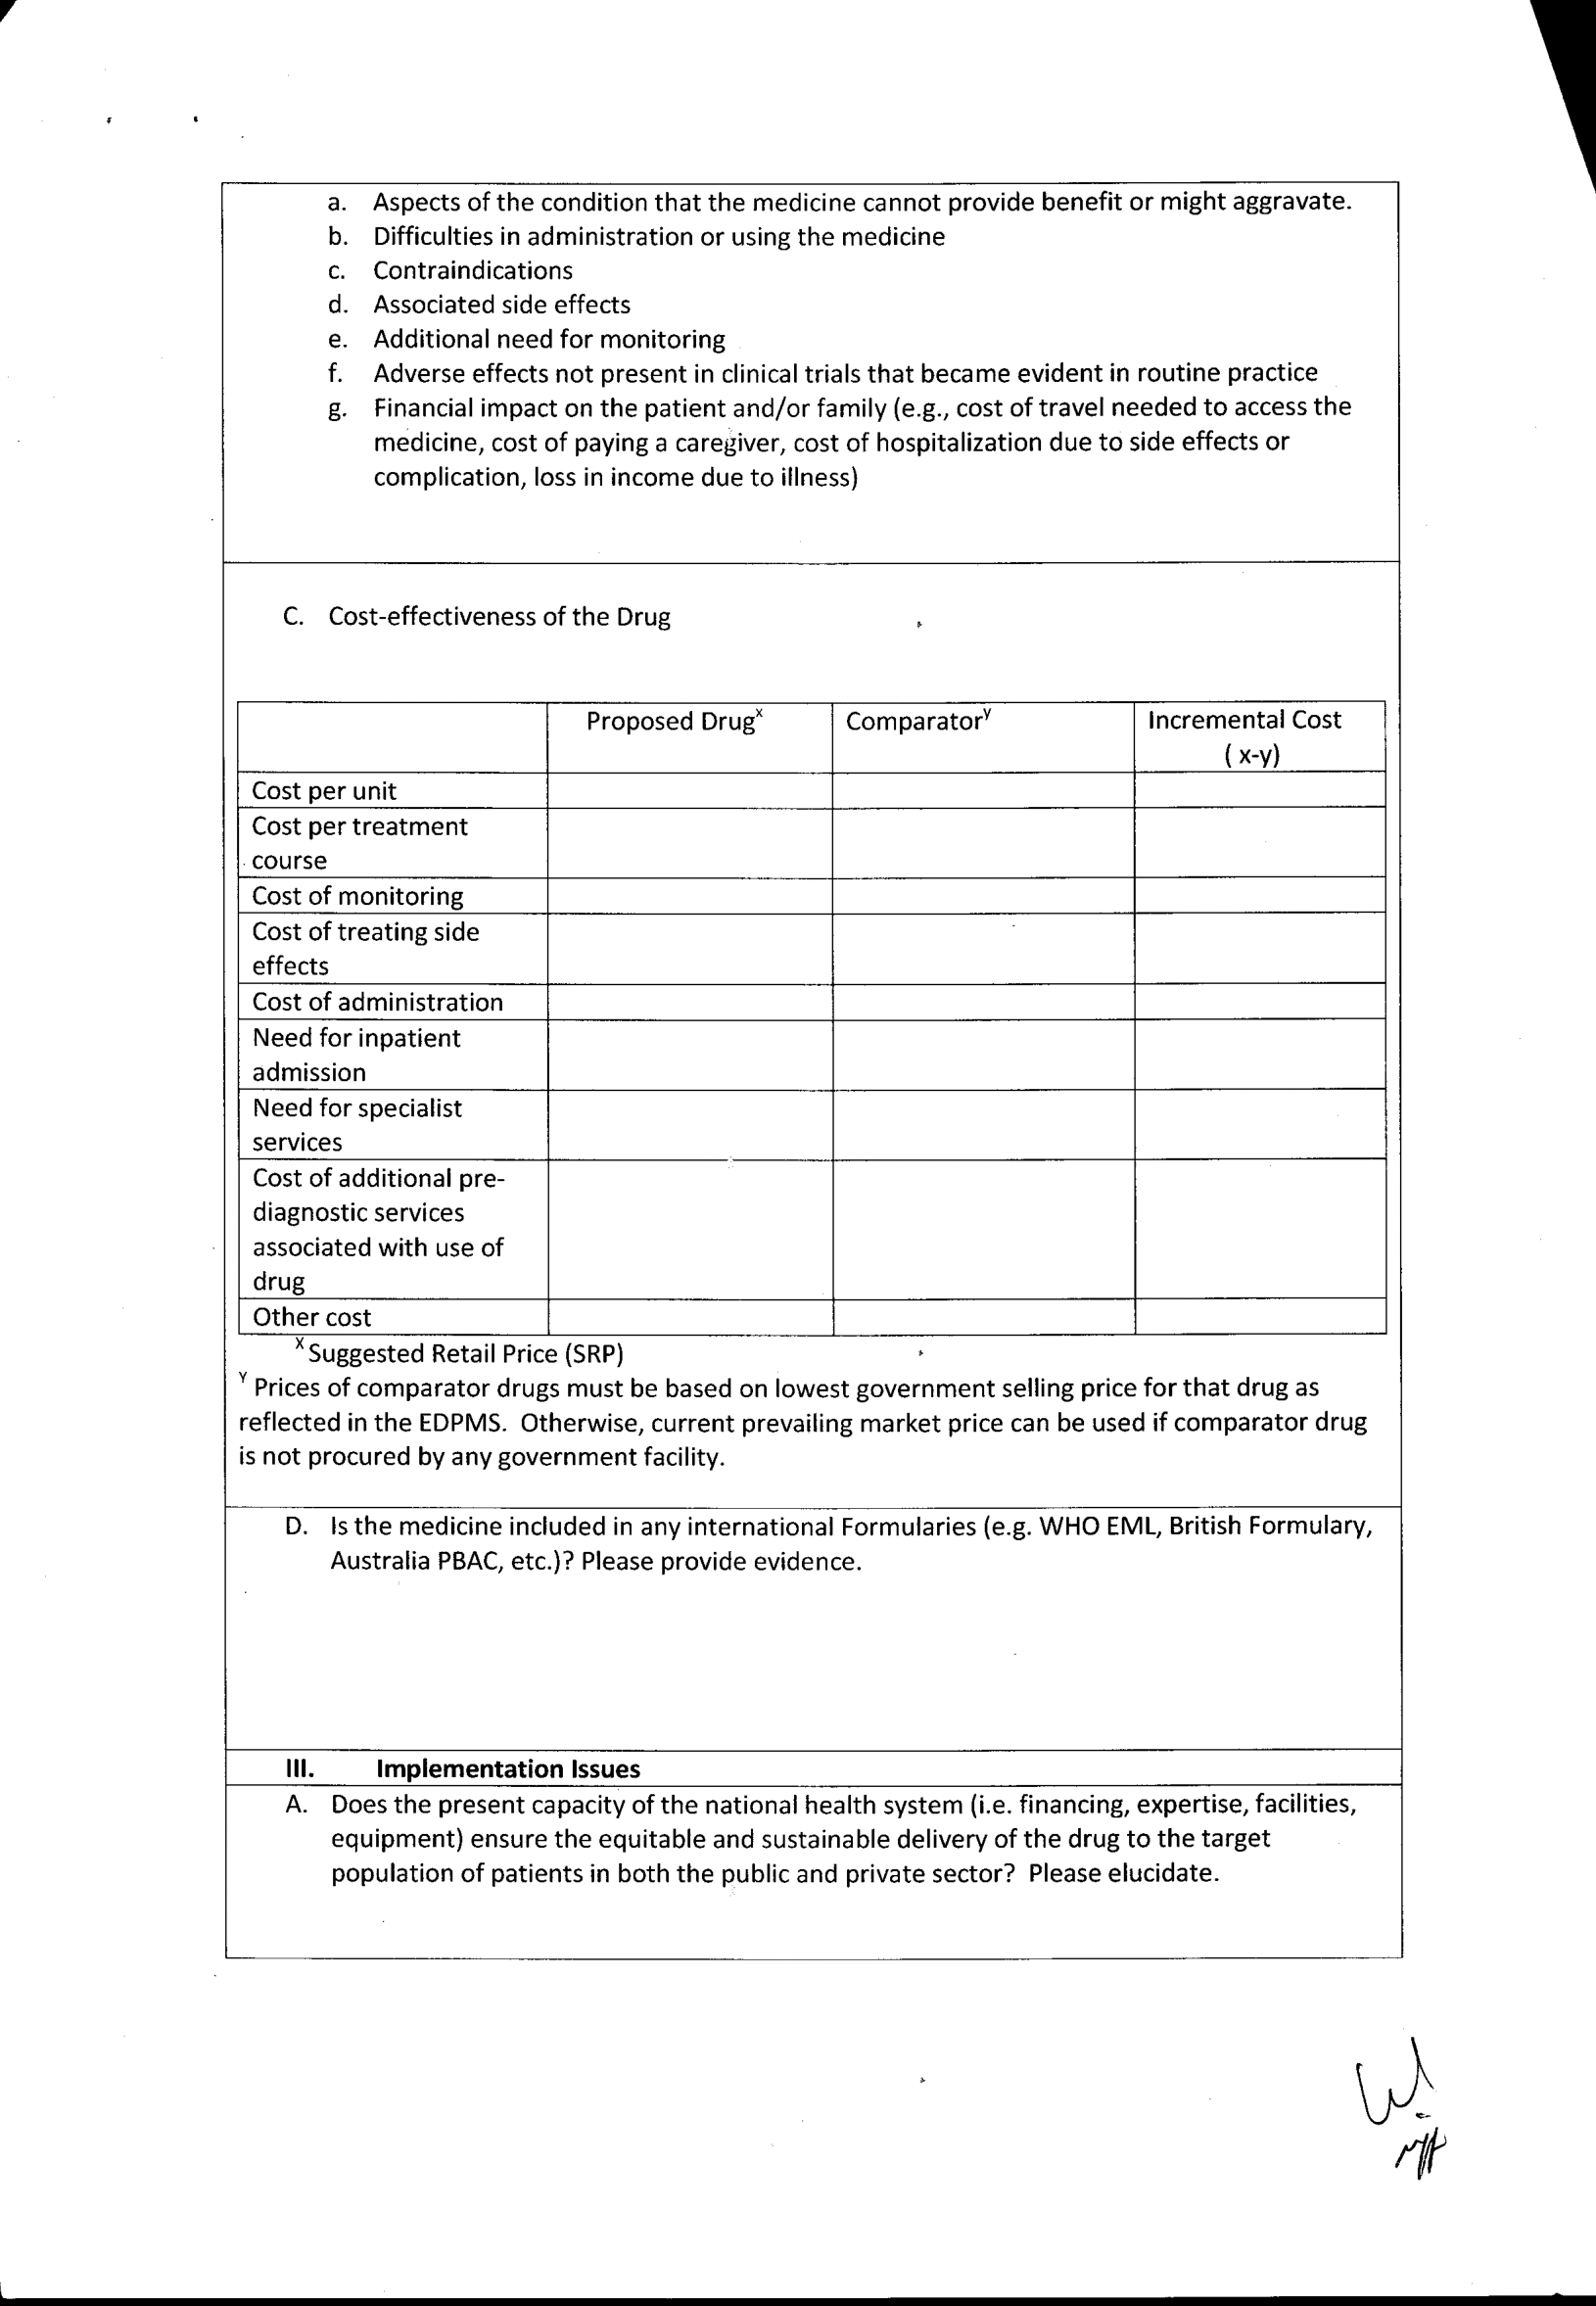 a. Aspects of the condition that the medicine cannot provide benefit or might aggravate.
b. Difficulties in administration or using the medicine
c. Contraindications
d. Associated side effects
e. Additional need for monitoring
f. Adverse effects not present in clinical trials that became evident in routine practice
g. Financial impact on the patient and/or family (e.g., cost of travel needed to access the
medicine, cost of paying a caregiver, cost of hospitalization due to side effects or
complication, loss in income due to illness)
C. Cost-effectiveness of the Drug
Proposed Drugˣ Comparatorʸ Incremental Cost
( x-y)
Cost per unit
Cost per treatment
course
Cost of monitoring
Cost of treating side
effects
Cost of administration
Need for inpatient
admission
Need for specialist
services
Cost of additional pre-
diagnostic services
associated with use of
drug
Other cost
X Suggested Retail Price (SRP)
Y Prices of comparator drugs must be based on lowest government selling price for that drug as
reflected in the EDPMS. Otherwise, current prevailing market price can be used if comparator drug
is not procured by any government facility.
D. Is the medicine included in any international Formularies (e.g. WHO EML, British Formulary,
Australia PBAC, etc.)? Please provide evidence.
III. Implementation Issues
A. Does the present capacity of the national health system (i.e. financing, expertise, facilities,
equipment) ensure the equitable and sustainable delivery of the drug to the target
population of patients in both the public and private sector? Please elucidate.